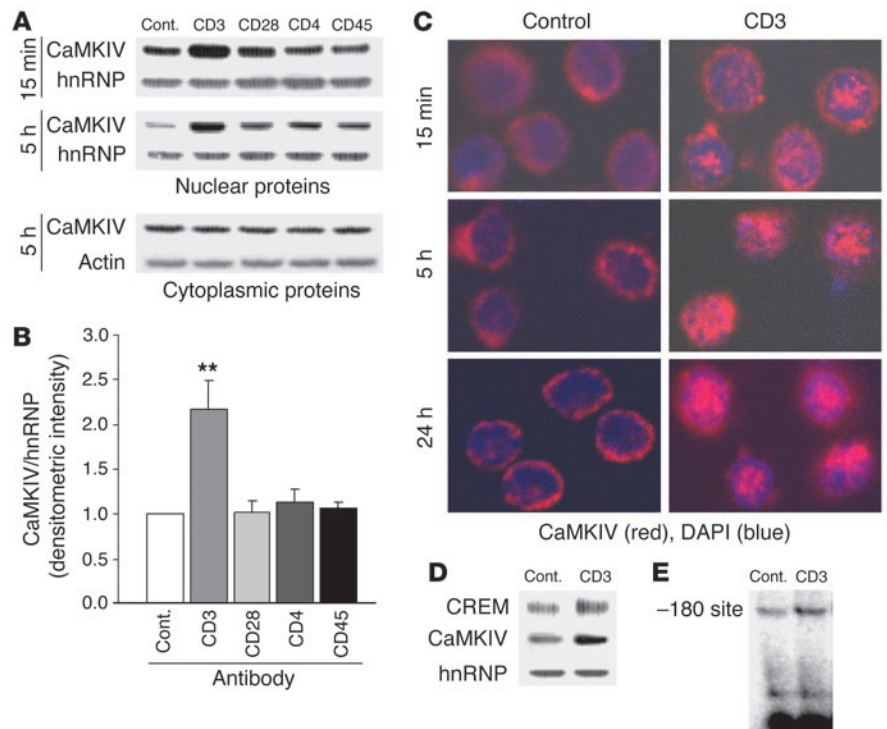 A
Cont. CD3 CD28 CD4 CD45
15 min
CaMKIV
hnRNP
5 h
CaMKIV
hnRNP
Nuclear proteins
5 h
CaMKIV
Actin
Cytoplasmic proteins
B
CaMKIV/hnRNP
(densitometric intensity)
3.0
2.5
2.0
1.5
1.0
0.5
0.0
**
Cont.
CD3
CD28
CD4
CD45
Antibody
C
Control CD3
15 min
5 h
24 h
CaMKIV (red), DAPI (blue)
D
Cont. CD3
CREM
CaMKIV
hnRNP
E
Cont. CD3
–180 site